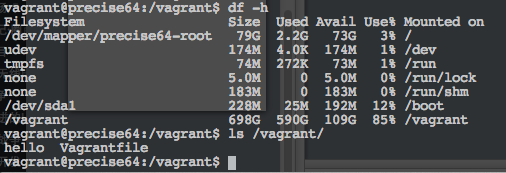 vagrant@precise64:/vagrant$ df -h
Filesystem Size Used Avail Use% Mounted on
/dev/mapper/precise64-root 79G 2.2G 73G 3% /
udev 174M 4.0K 174M 1% /dev
tmpfs 74M 272K 73M 1% /run
none 5.0M 0 5.0M 0% /run/lock
none 183M 0 183M 0% /run/shm
/dev/sda1 228M 25M 192M 12% /boot
/vagrant 698G 590G 109G 85% /vagrant
vagrant@precise64:/vagrant$ ls /vagrant/
hello Vagrantfile
vagrant@precise64:/vagrant$